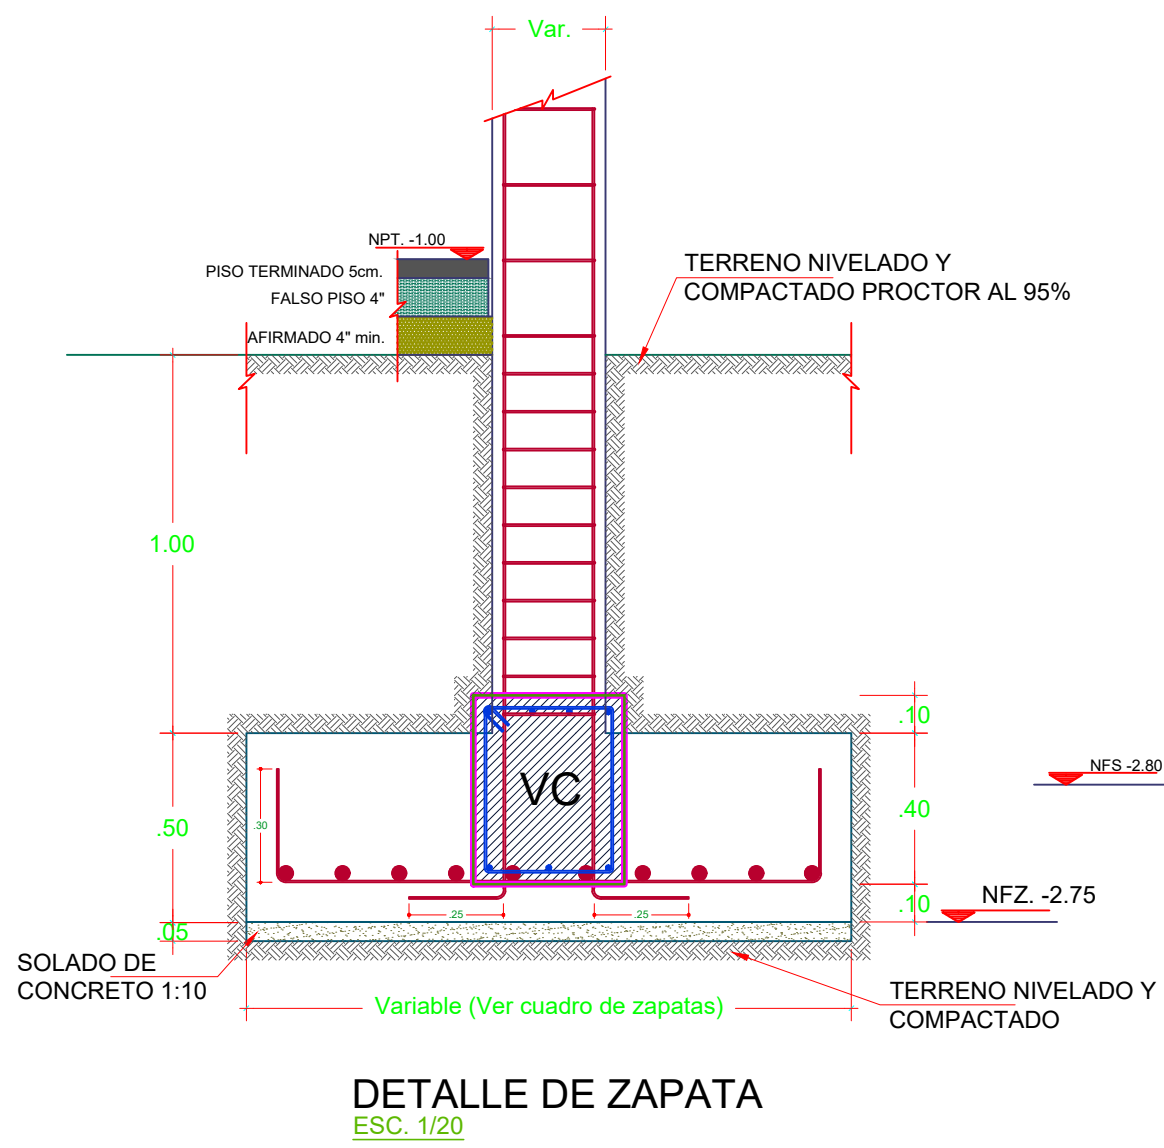 Var.
NPT. -1.00
PISO TERMINADO 5cm.
FALSO PISO 4"
AFIRMADO 4" min.
TERRENO NIVELADO Y
COMPACTADO PROCTOR AL 95%
1.00
.10
VC
NFS -2.80
.50
.30
.40
NFZ. -2.75
.10
.25
.25
.05
SOLADO DE
CONCRETO 1:10
Variable (Ver cuadro de zapatas)
TERRENO NIVELADO Y
COMPACTADO
DETALLE DE ZAPATA
ESC. 1/20